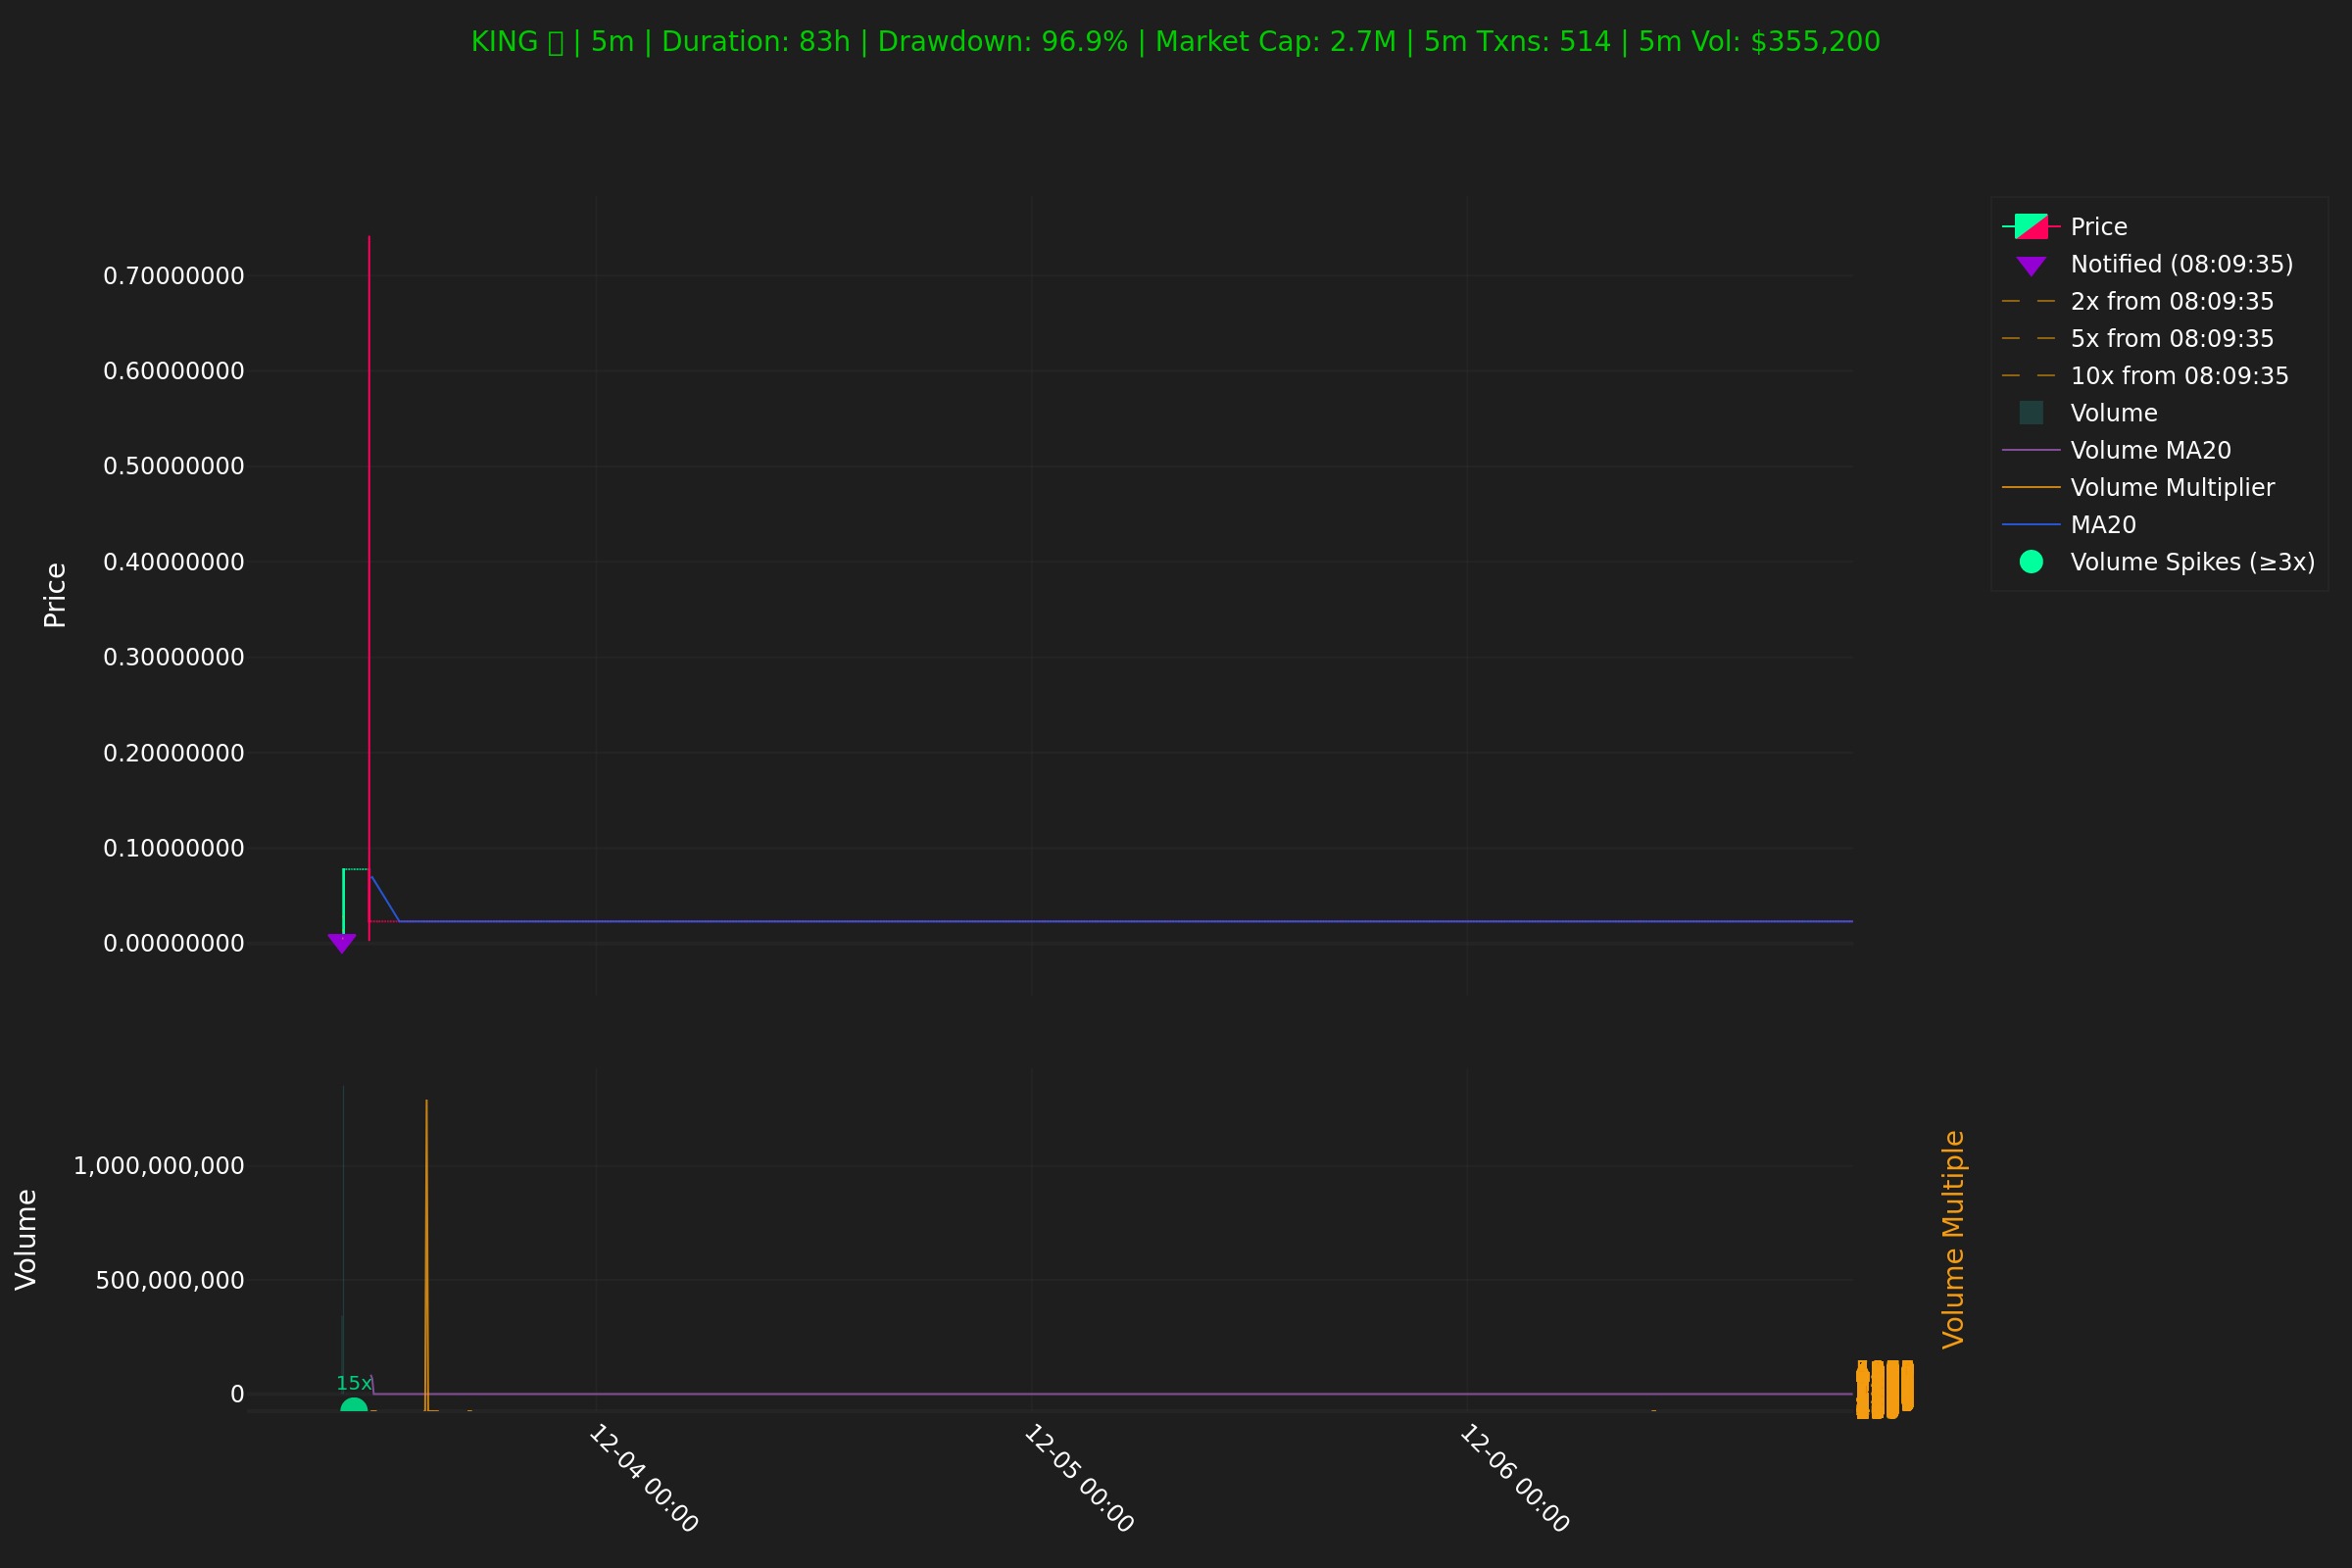 KING | 5m | Duration: 83h | Drawdown: 96.9% | Market Cap: 2.7M | 5m Txns: 514 | 5m Vol: $355,200
Price
0.70000000
0.60000000
0.50000000
0.40000000
0.30000000
0.20000000
0.10000000
0.00000000
Price
Notified (08:09:35)
2x from 08:09:35
5x from 08:09:35
10x from 08:09:35
Volume
Volume MA20
Volume Multiplier
MA20
Volume Spikes (≥3x)
Volume
1,000,000,000
500,000,000
0
15x
Volume Multiple
12-04 00:00
12-05 00:00
12-06 00:00